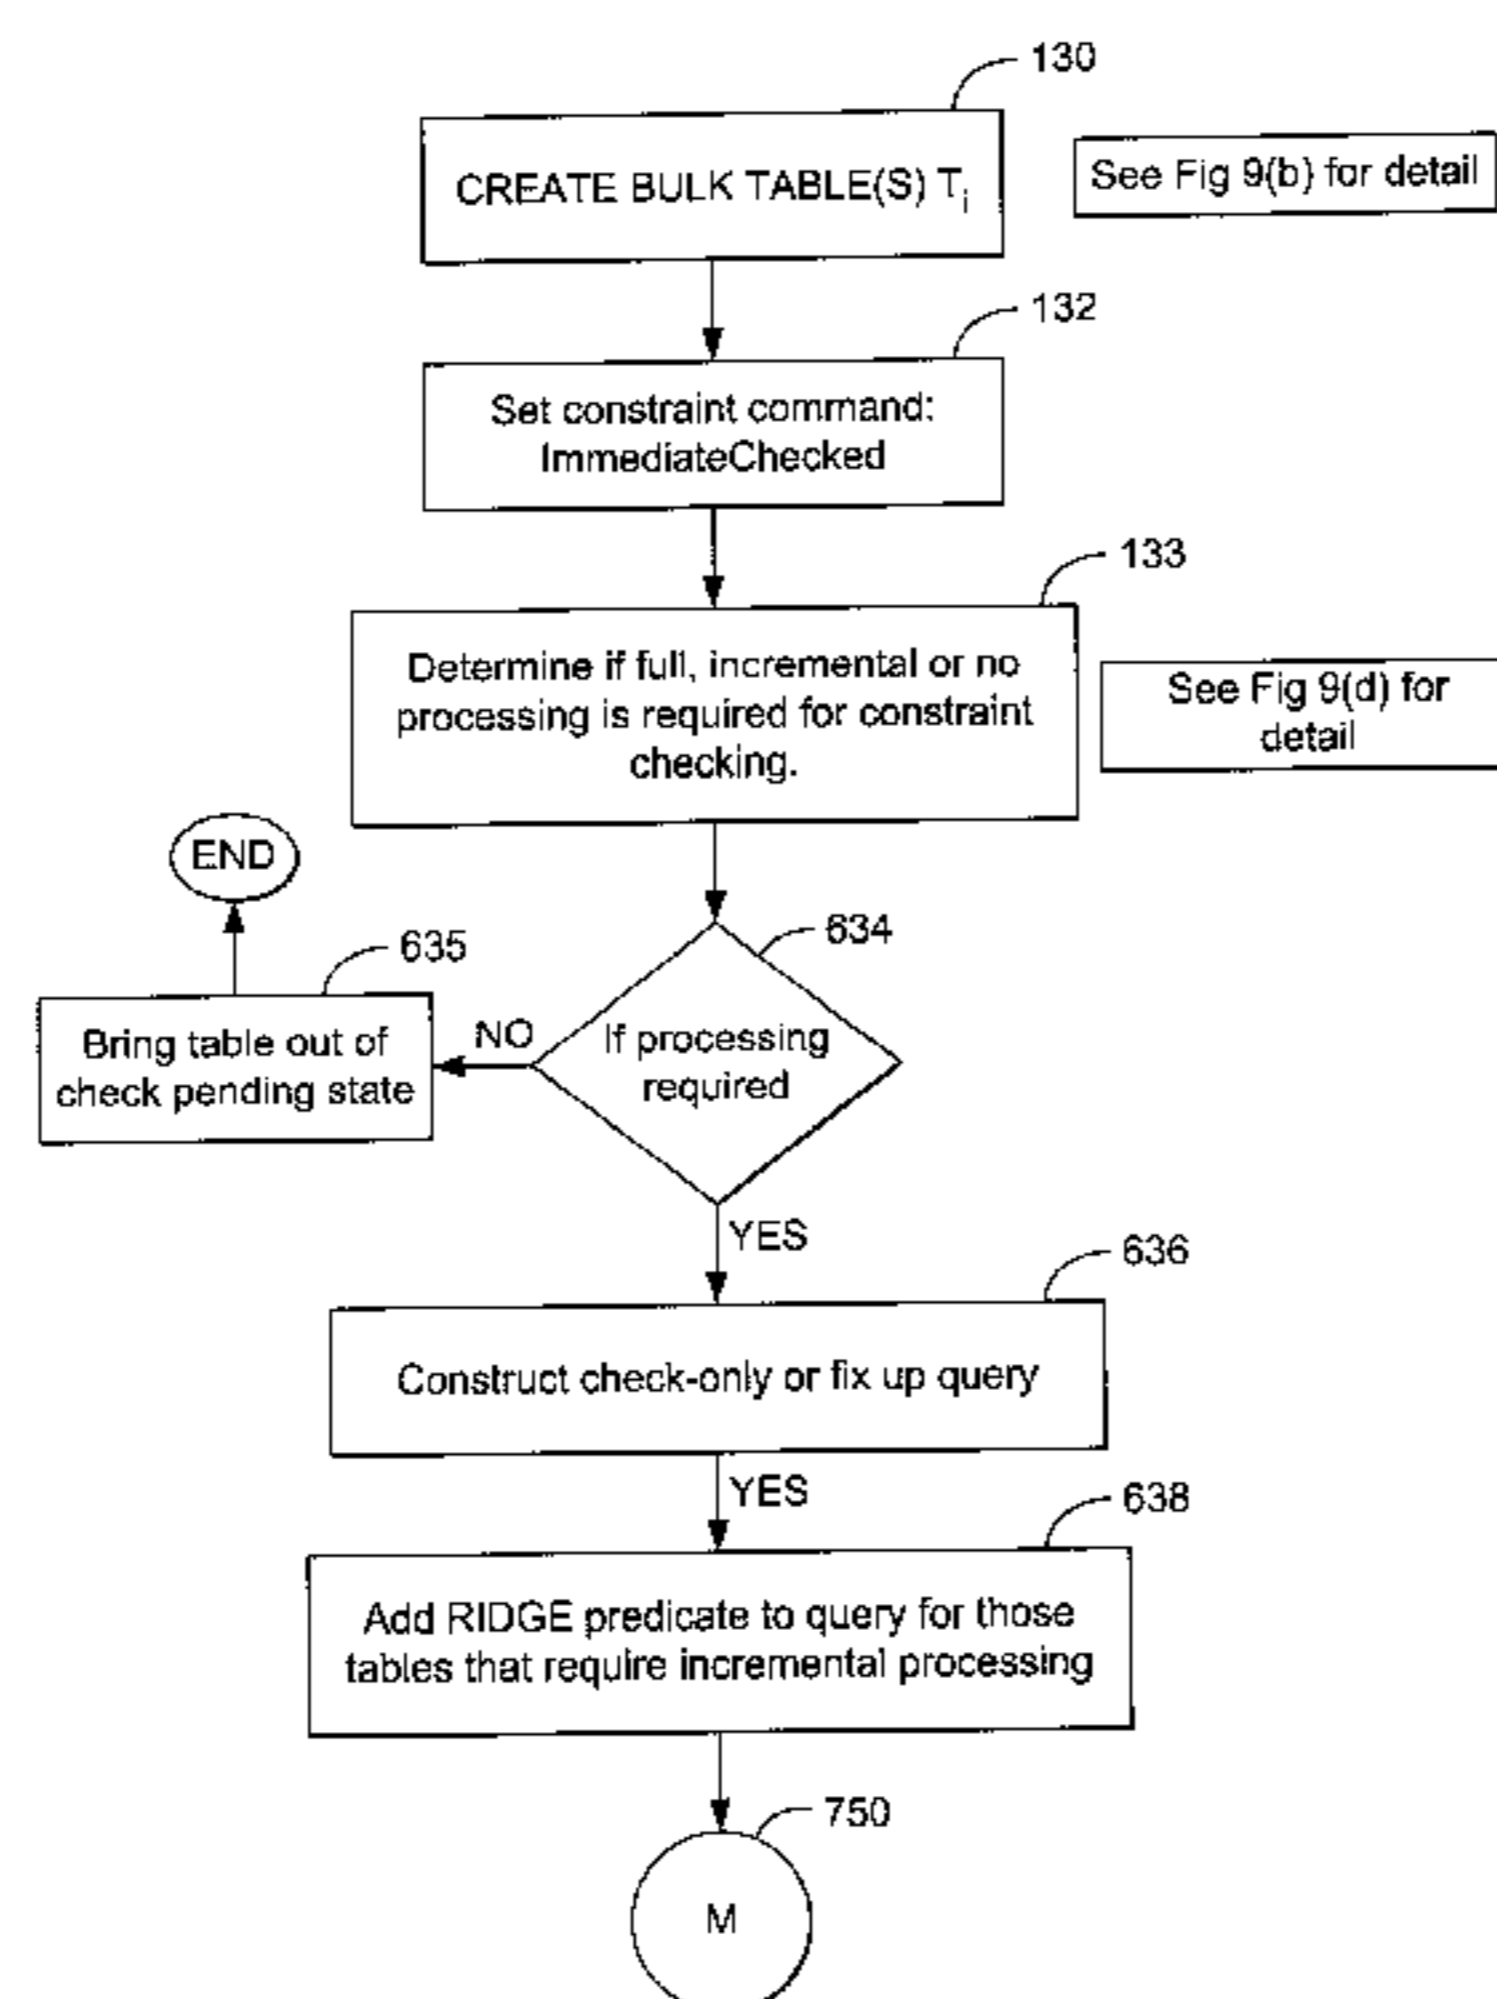 130
CREATE BULK TABLE(S) Ti
See Fig 9(b) for detail
132
Set constraint command:
ImmediateChecked
133
Determine if full, incremental or no
processing is required for constraint
checking.
See Fig 9(d) for
detail
END
635
634
Bring table out of
check pending state
NO
If processing
required
YES
636
Construct check-only or fix up query
YES
638
Add RIDGE predicate to query for those
tables that require incremental processing
750
M